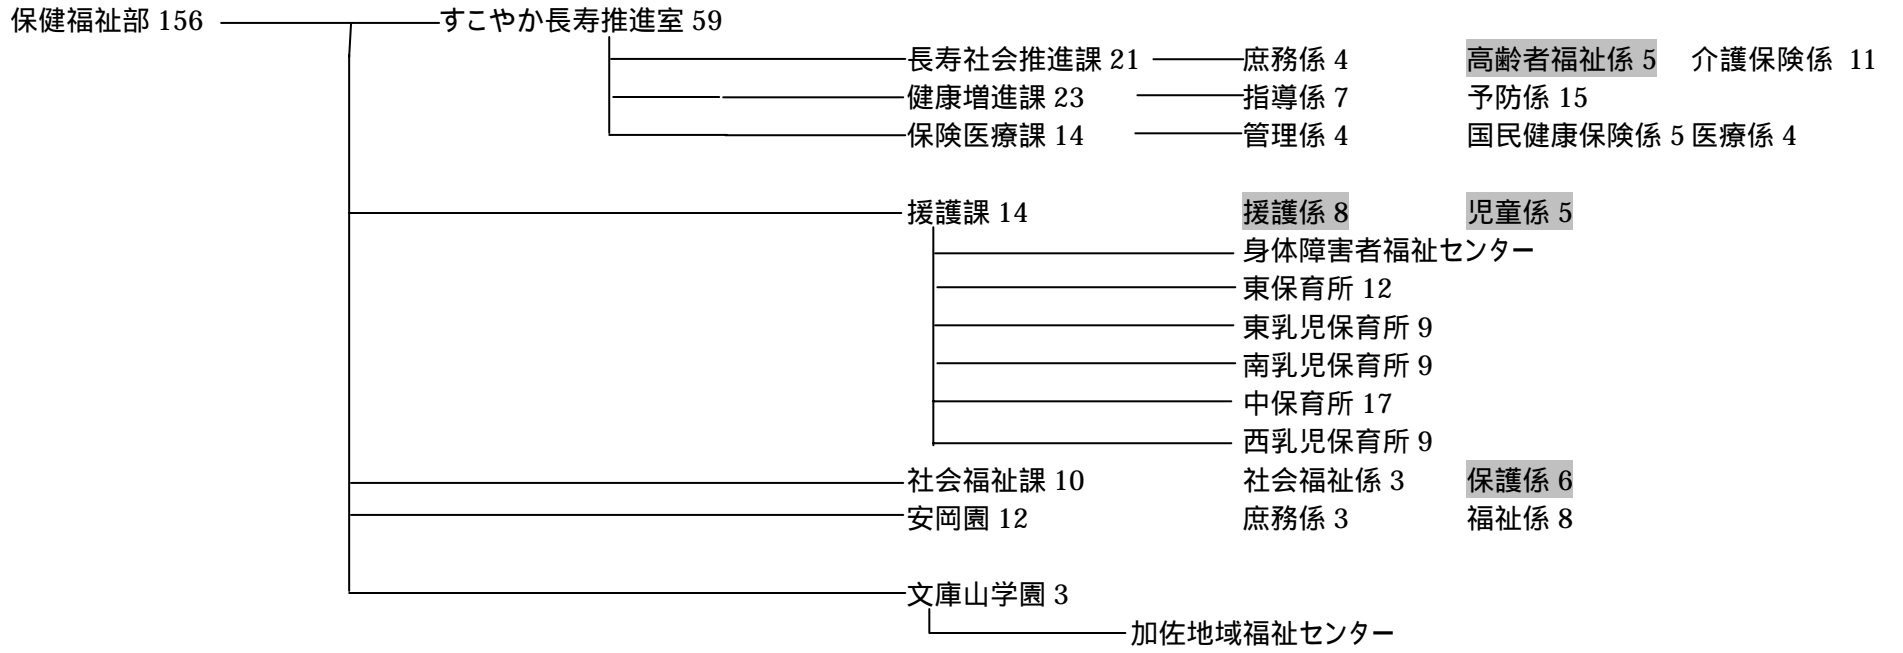 保健福祉部 156 すこやか長寿推進室 59
長寿社会推進課 21 庶務係 4 高齢者福祉係 5 介護保険係 11
健康増進課 23 指導係 7 予防係 15
保険医療課 14 管理係 4 国民健康保険係 5 医療係 4
援護課 14 援護係 8 児童係 5
身体障害者福祉センター
東保育所 12
東乳児保育所 9
南乳児保育所 9
中保育所 17
西乳児保育所 9
社会福祉課 10 社会福祉係 3 保護係 6
安岡園 12 庶務係 3 福祉係 8
文庫山学園 3
加佐地域福祉センター